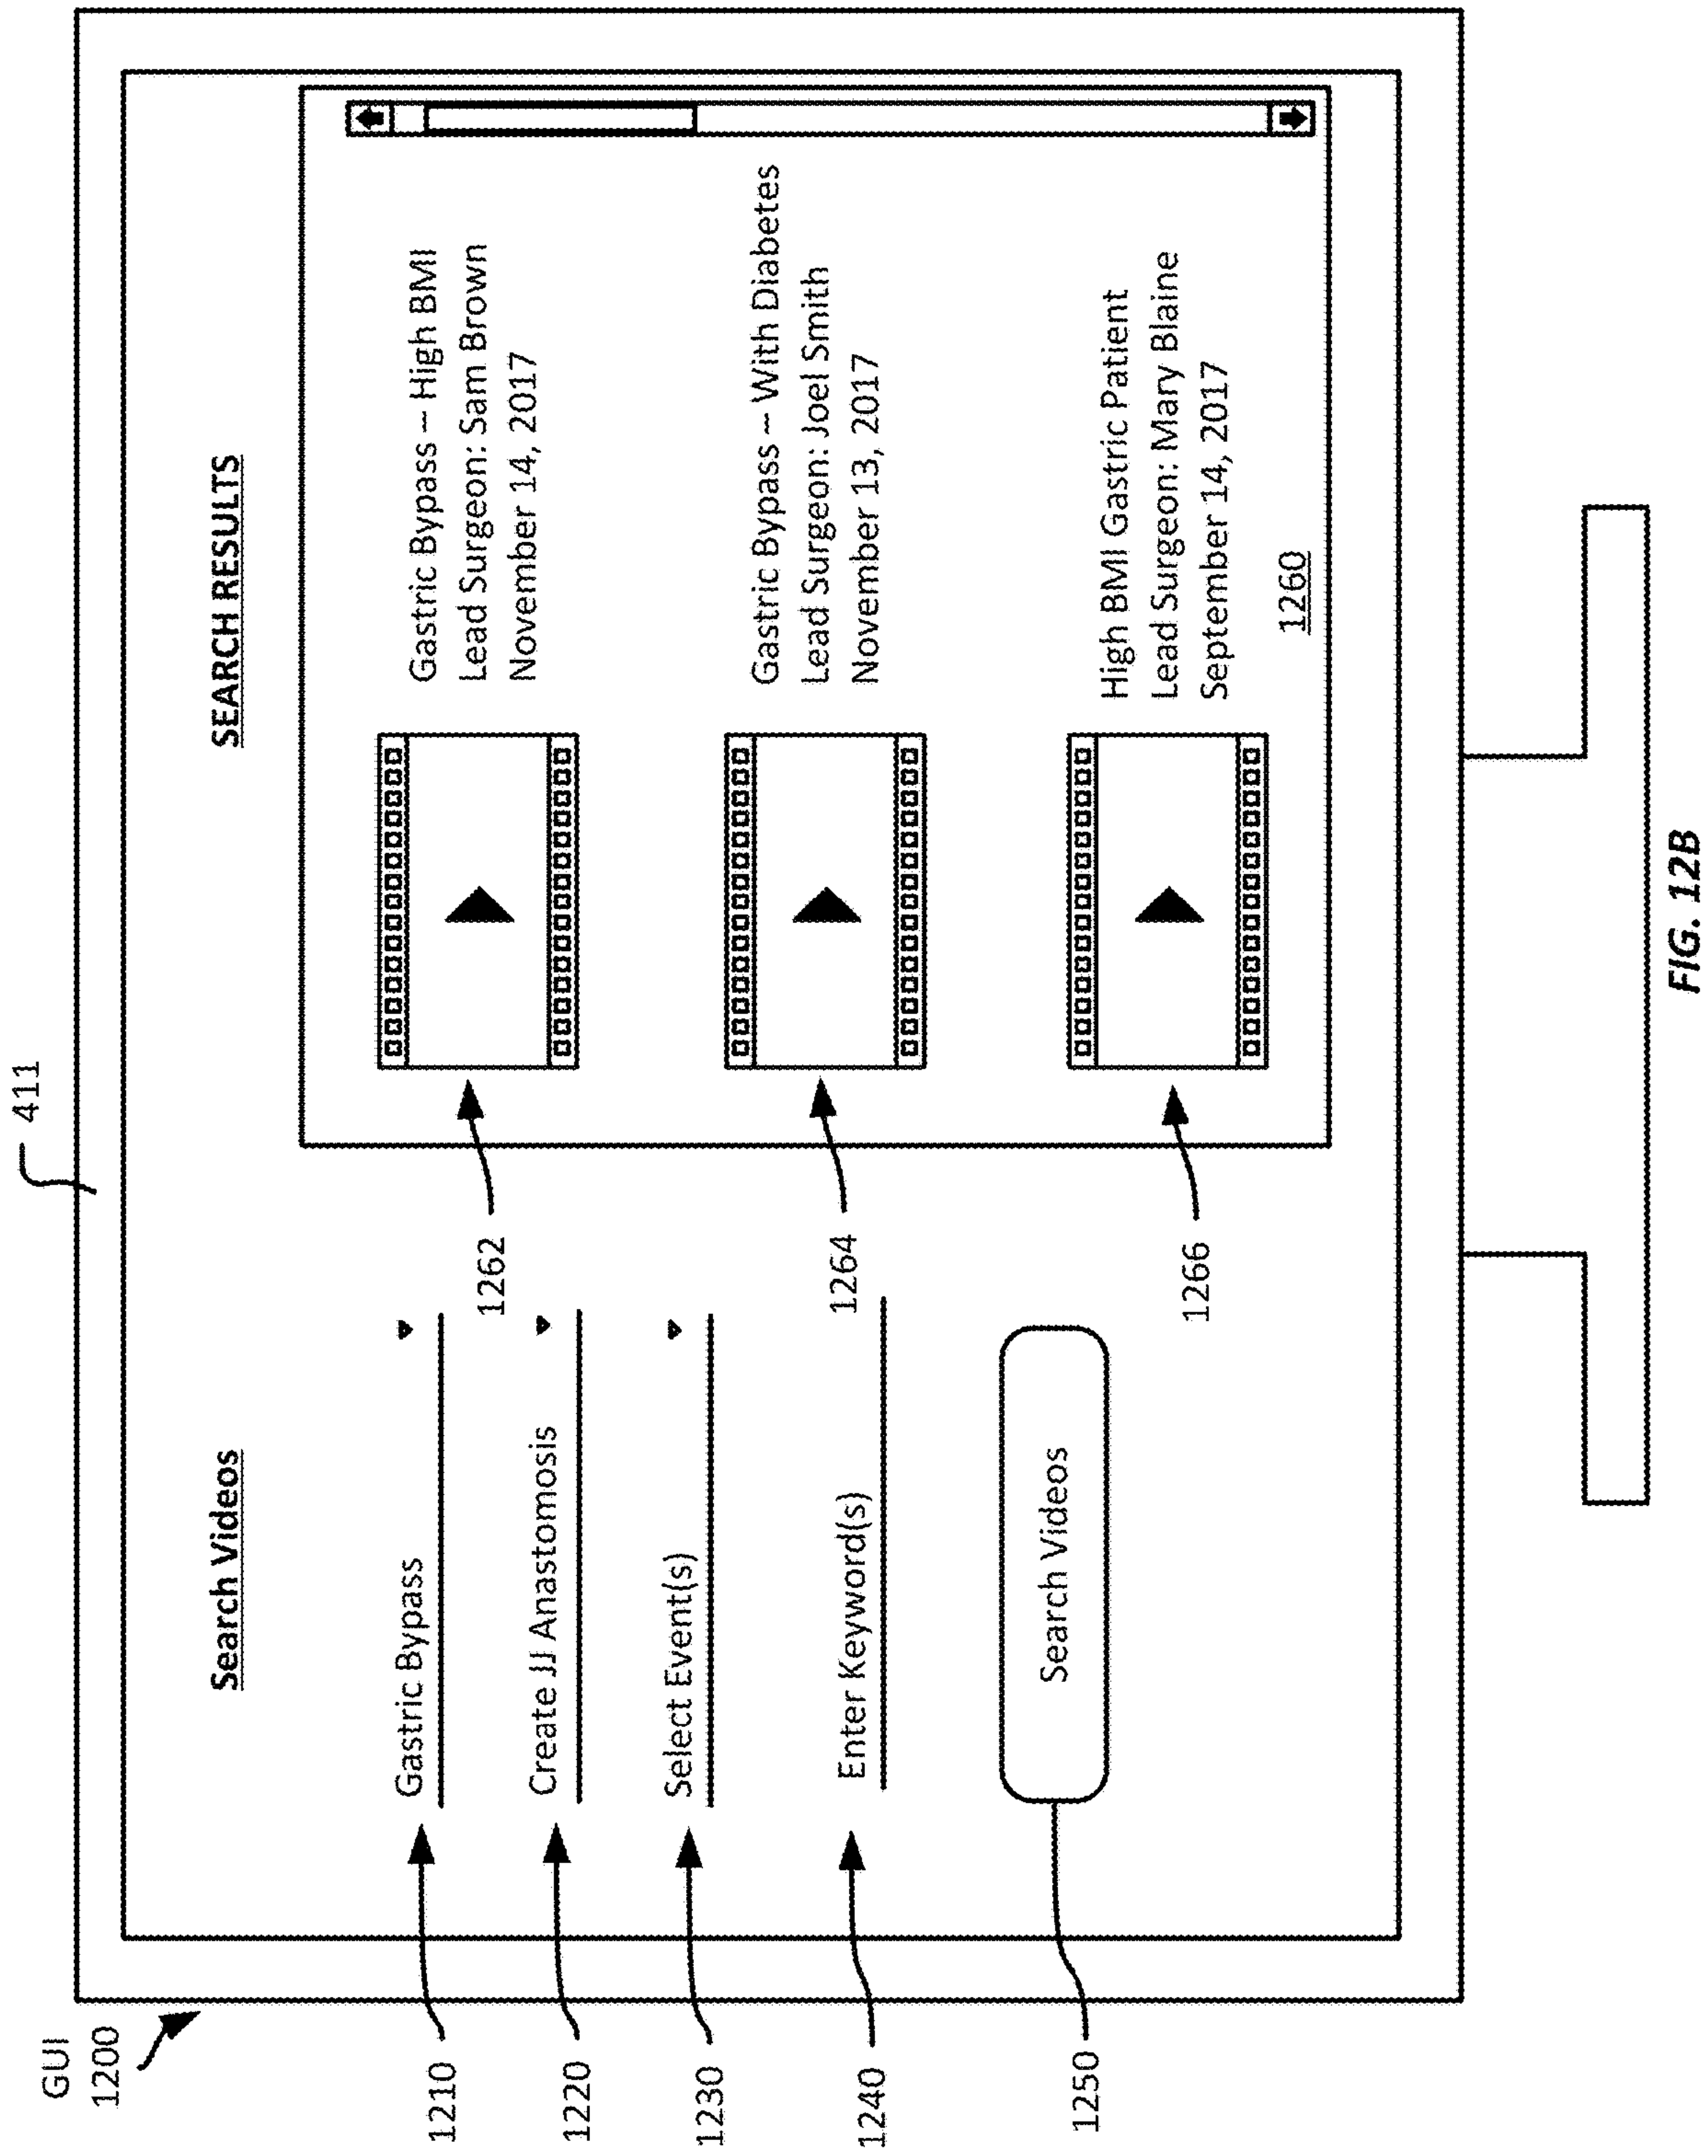 GUI
1200
411
Search Videos
SEARCH RESULTS
1210
Gastric Bypass
1220
Create JJ Anastomosis
1230
Select Event(s)
1240
Enter Keyword(s)
1250
Search Videos
1262
Gastric Bypass – High BMI
Lead Surgeon: Sam Brown
November 14, 2017
1264
Gastric Bypass – With Diabetes
Lead Surgeon: Joel Smith
November 13, 2017
1266
High BMI Gastric Patient
Lead Surgeon: Mary Blaine
September 14, 2017
1260
FIG. 12B